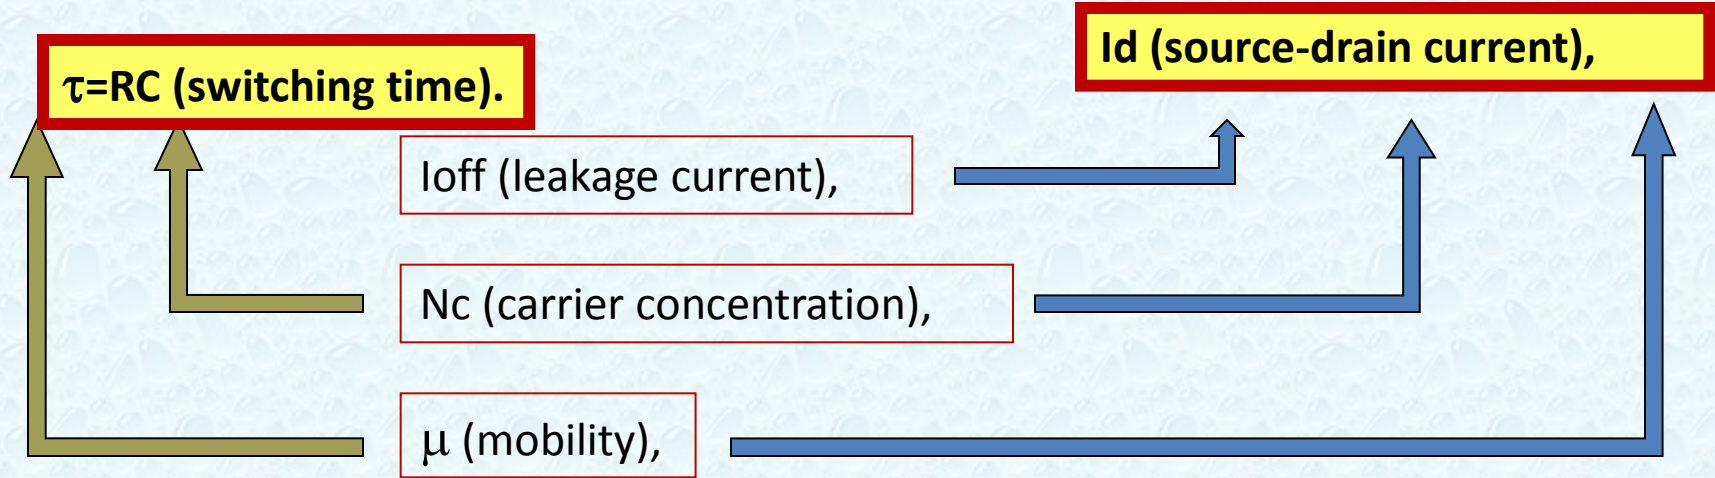 τ=RC (switching time).
Id (source-drain current),
Ioff (leakage current),
Nc (carrier concentration),
μ (mobility),